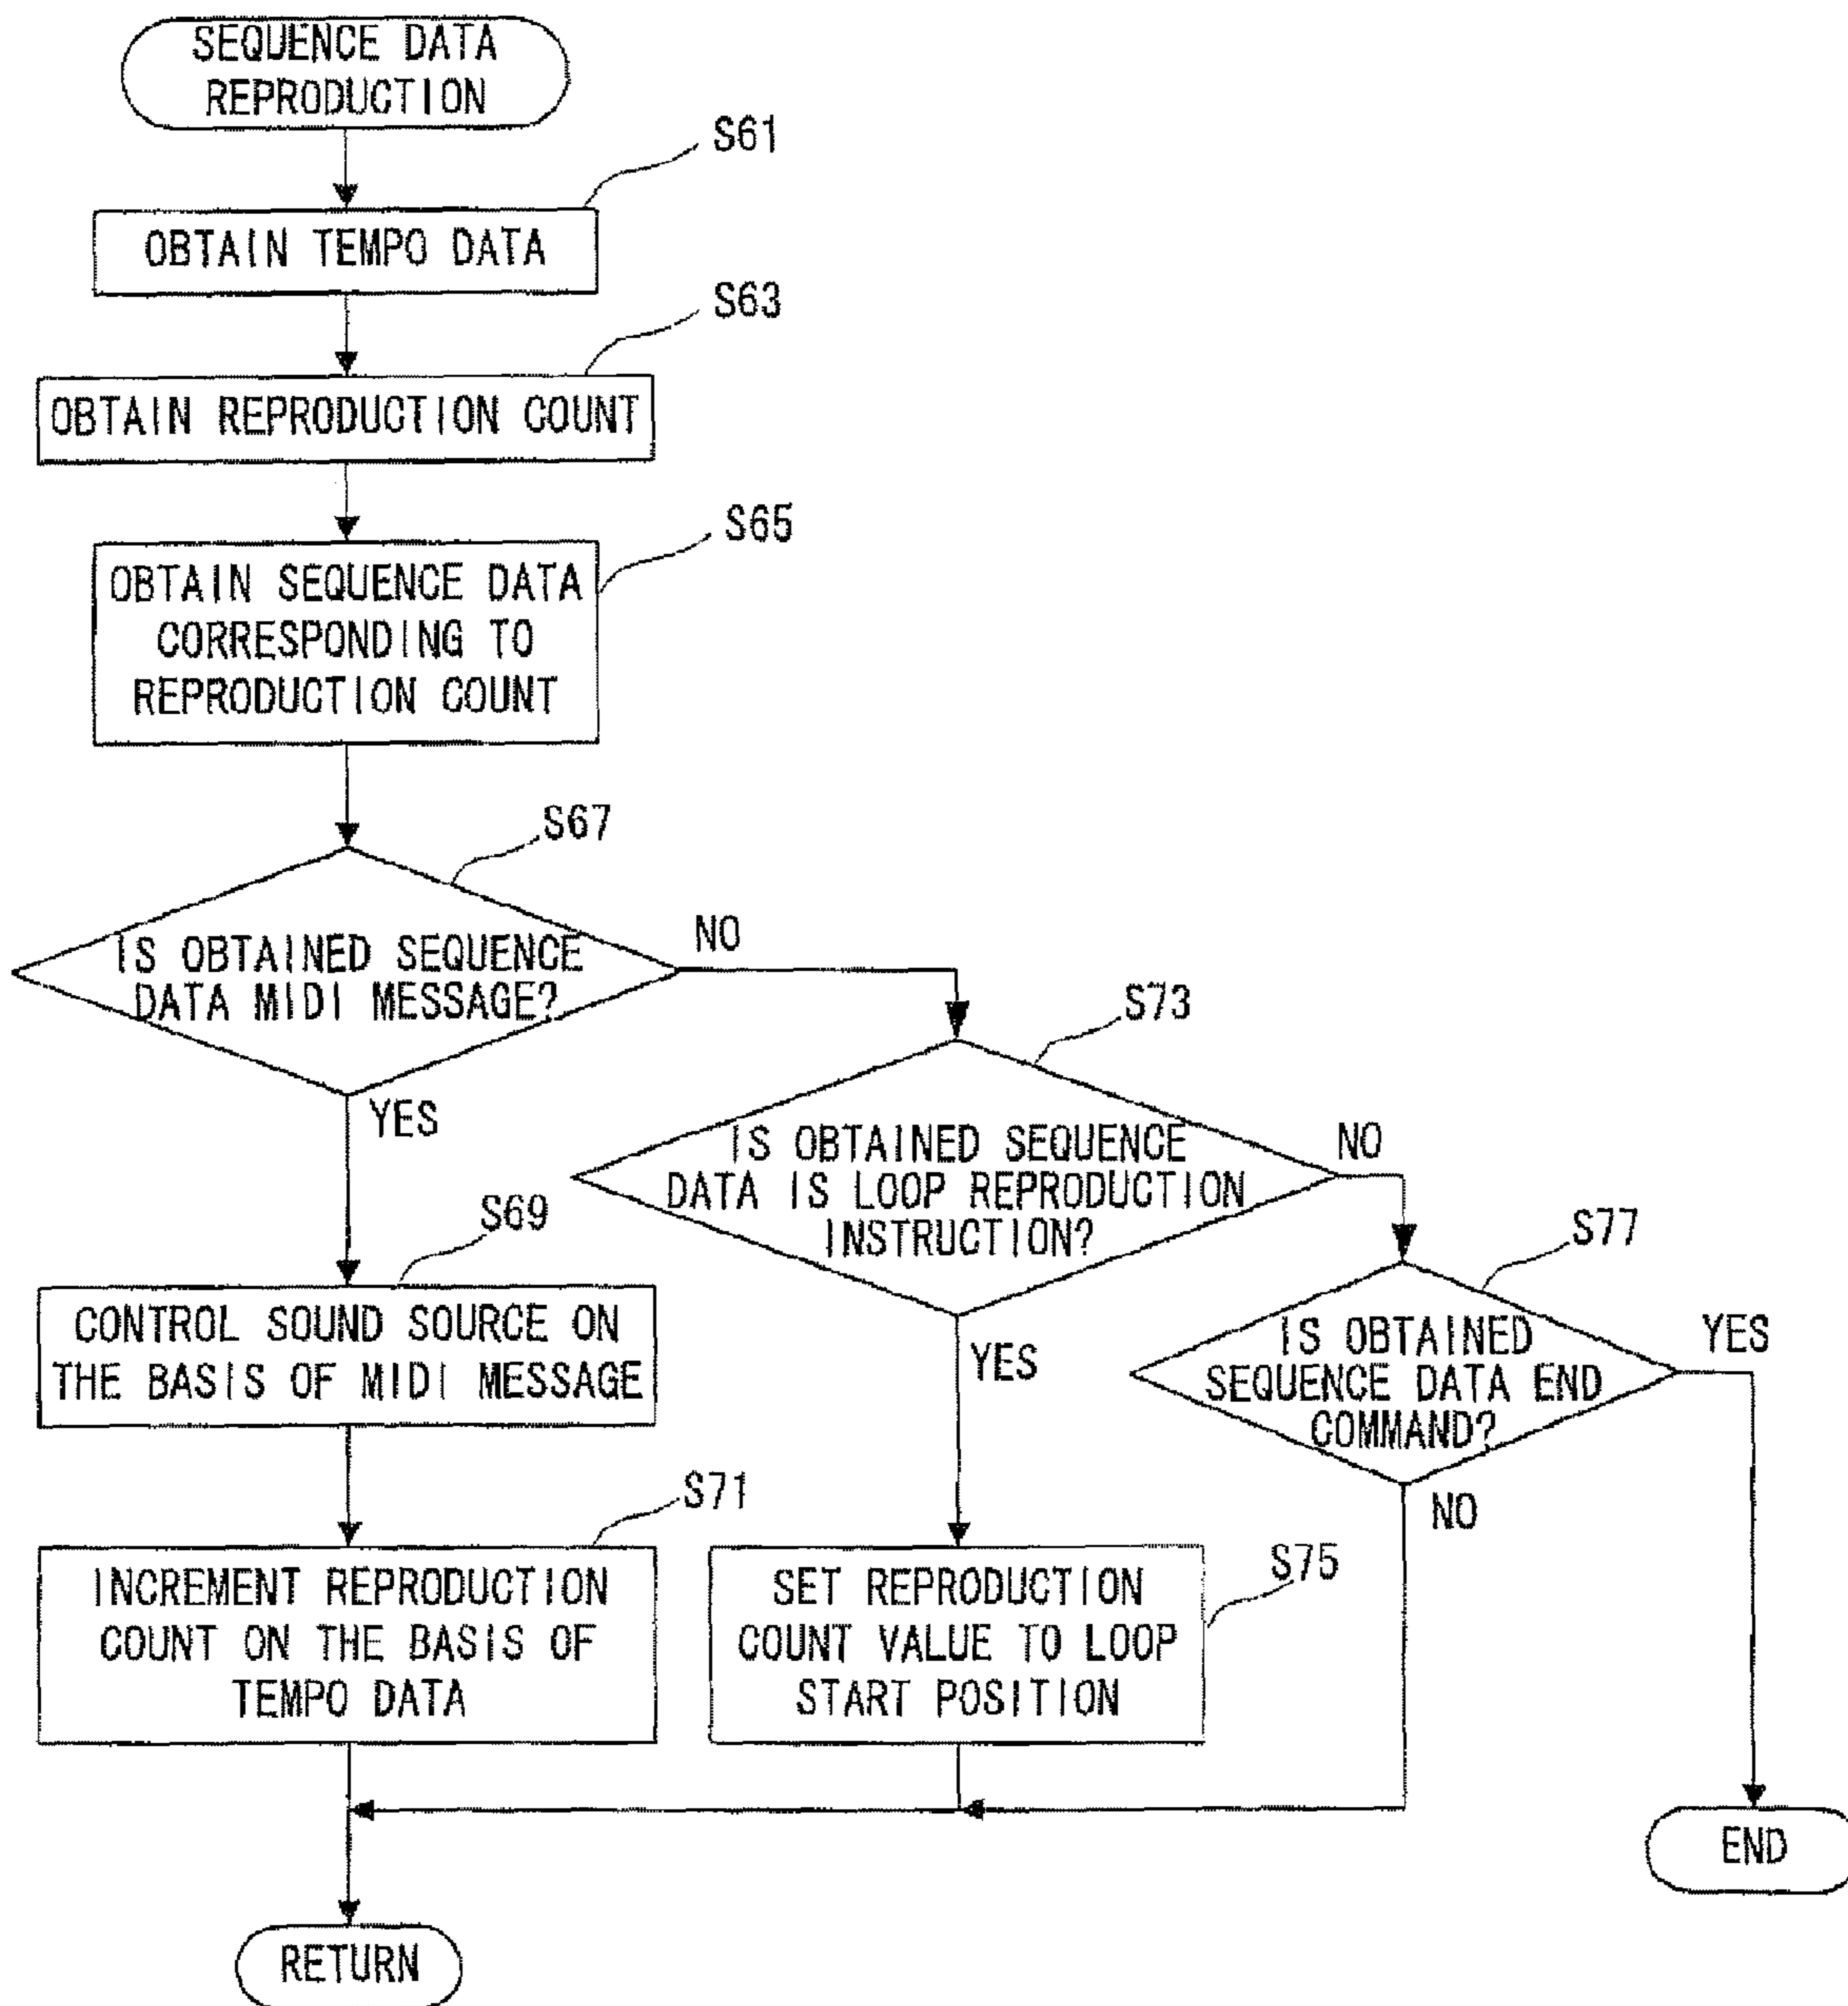 SEQUENCE DATA
REPRODUCTION
S61
OBTAIN TEMPO DATA
S63
OBTAIN REPRODUCTION COUNT
S65
OBTAIN SEQUENCE DATA
CORRESPONDING TO
REPRODUCTION COUNT
S67
IS OBTAINED SEQUENCE
DATA MIDI MESSAGE?
NO
YES
S73
IS OBTAINED SEQUENCE
DATA IS LOOP REPRODUCTION
INSTRUCTION?
NO
YES
S69
CONTROL SOUND SOURCE ON
THE BASIS OF MIDI MESSAGE
S77
IS OBTAINED
SEQUENCE DATA END
COMMAND?
YES
NO
S71
INCREMENT REPRODUCTION
COUNT ON THE BASIS OF
TEMPO DATA
S75
SET REPRODUCTION
COUNT VALUE TO LOOP
START POSITION
END
RETURN